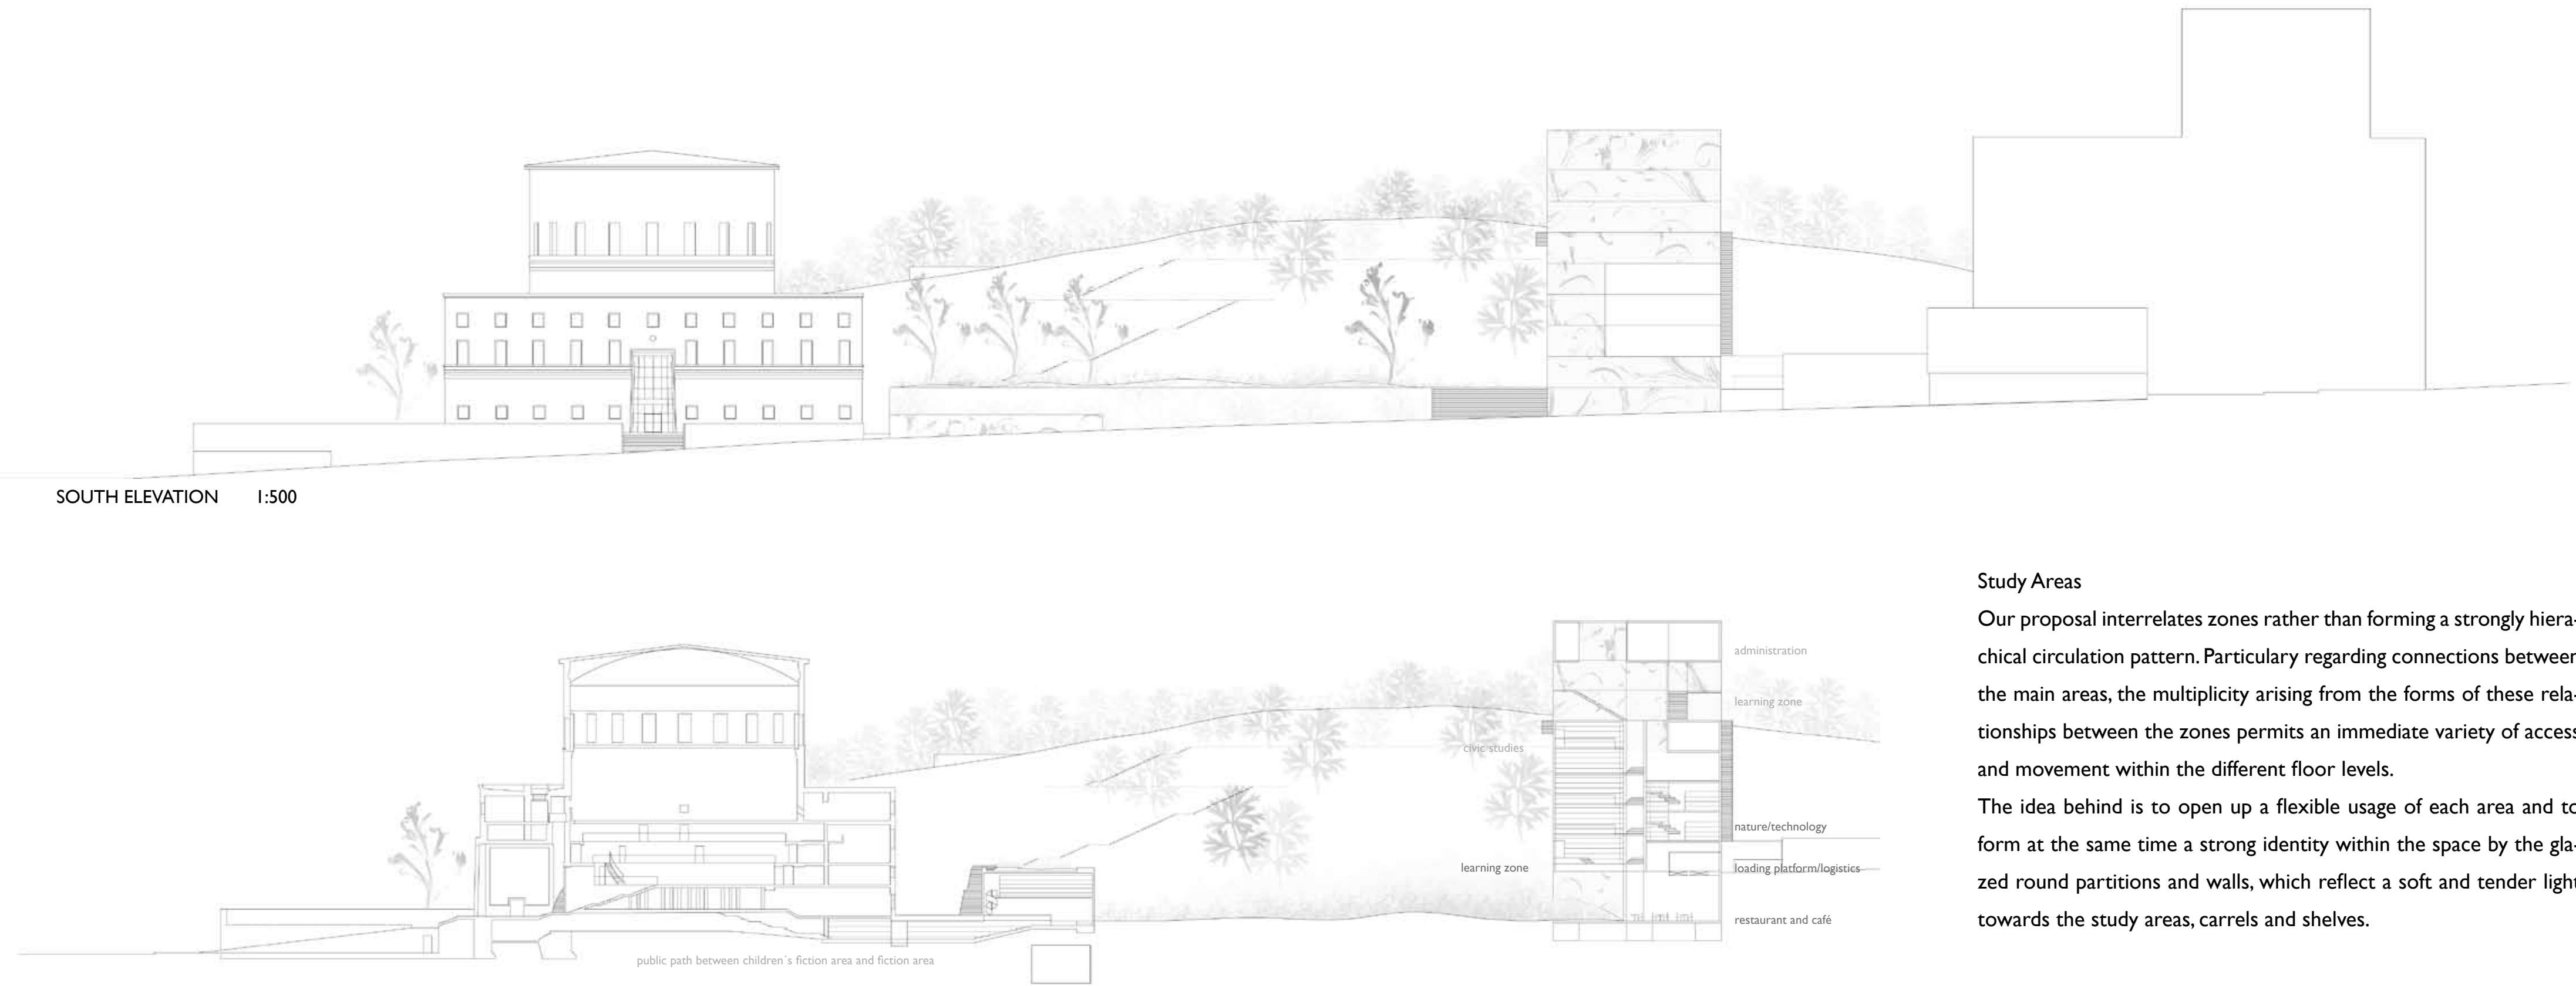 SOUTH ELEVATION 1:500
Study Areas
Our proposal interrelates zones rather than forming a strongly hiera-
chical circulation pattern. Particulary regarding connections between
the main areas, the multiplicity arising from the forms of these rela-
tionships between the zones permits an immediate variety of access
and movement within the different floor levels.
The idea behind is to open up a flexible usage of each area and to
form at the same time a strong identity within the space by the gla-
zed round partitions and walls, which reflect a soft and tender light
towards the study areas, carrels and shelves.
administration
learning zone
civic studies
nature/technology
learning zone
loading platform/logistics
restaurant and café
public path between children´s fiction area and fiction area